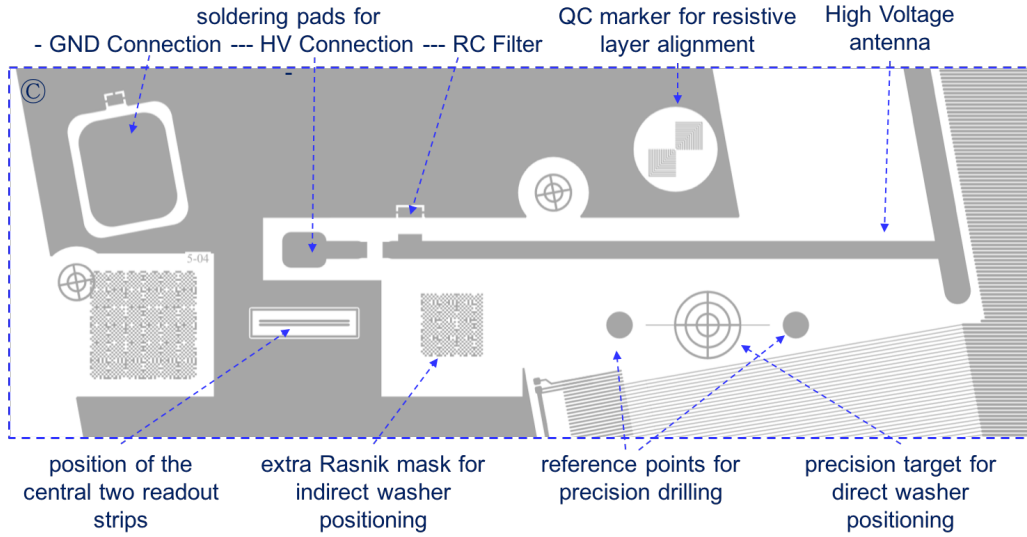 soldering pads for
- GND Connection --- HV Connection --- RC Filter
-
QC marker for resistive
layer alignment
High Voltage
antenna
©
5-04
position of the
central two readout
strips
extra Rasnik mask for
indirect washer
positioning
reference points for
precision drilling
precision target for
direct washer
positioning